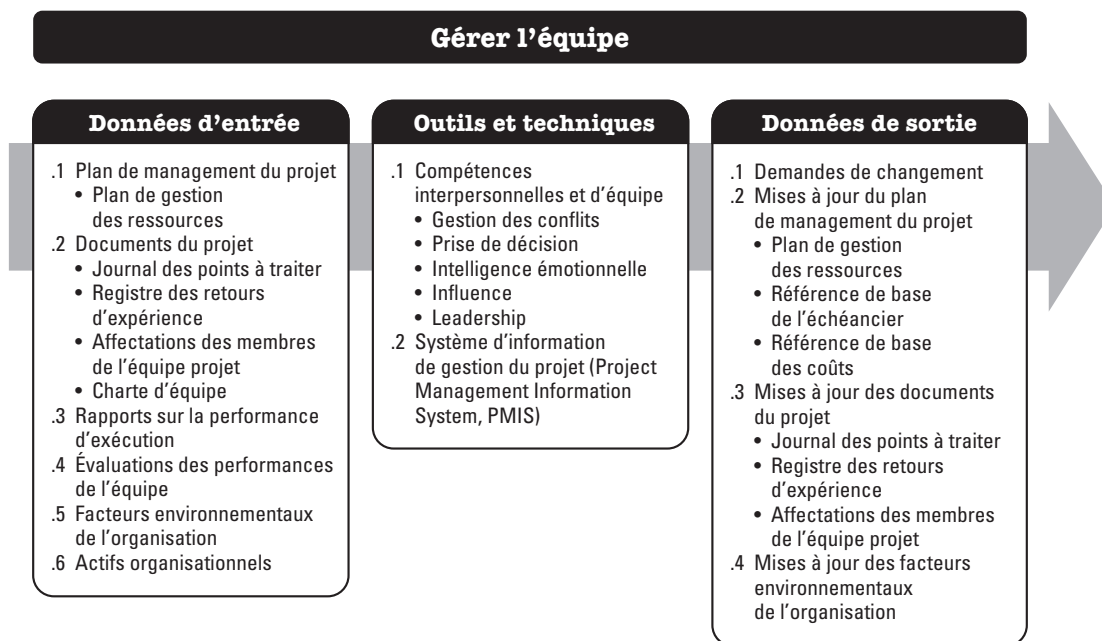 Gérer l’équipe
Données d’entrée
.1 Plan de management du projet
• Plan de gestion
des ressources
.2 Documents du projet
• Journal des points à traiter
• Registre des retours
d’expérience
• Affectations des membres
de l’équipe projet
• Charte d’équipe
.3 Rapports sur la performance
d’exécution
.4 Évaluations des performances
de l’équipe
.5 Facteurs environnementaux
de l’organisation
.6 Actifs organisationnels
Outils et techniques
.1 Compétences
interpersonnelles et d’équipe
• Gestion des conflits
• Prise de décision
• Intelligence émotionnelle
• Influence
• Leadership
.2 Système d’information
de gestion du projet (Project
Management Information
System, PMIS)
Données de sortie
.1 Demandes de changement
.2 Mises à jour du plan
de management du projet
• Plan de gestion
des ressources
• Référence de base
de l’échéancier
• Référence de base
des coûts
.3 Mises à jour des documents
du projet
• Journal des points à traiter
• Registre des retours
d’expérience
• Affectations des membres
de l’équipe projet
.4 Mises à jour des facteurs
environnementaux
de l’organisation